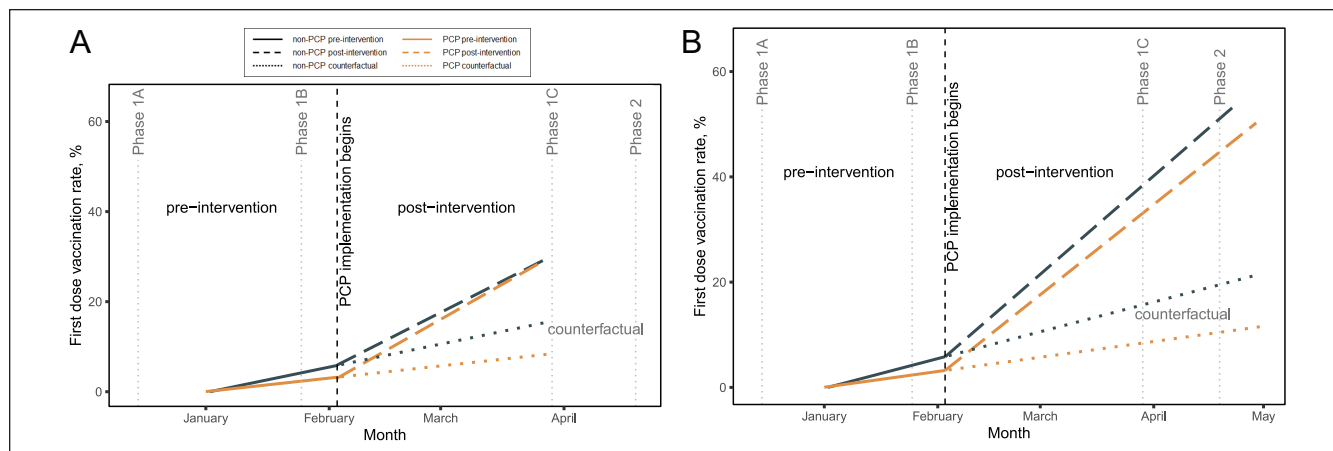 A
non-PCP pre-intervention
PCP pre-intervention
non-PCP post-intervention
PCP post-intervention
non-PCP counterfactual
PCP counterfactual
First dose vaccination rate, %
60
40
20
0
Phase 1A
Phase 1B
PCP implementation begins
Phase 1C
Phase 2
pre−intervention
post−intervention
counterfactual
January
February
March
April
Month
B
First dose vaccination rate, %
60
40
20
0
Phase 1A
Phase 1B
PCP implementation begins
Phase 1C
Phase 2
pre−intervention
post−intervention
counterfactual
January
February
March
April
May
Month